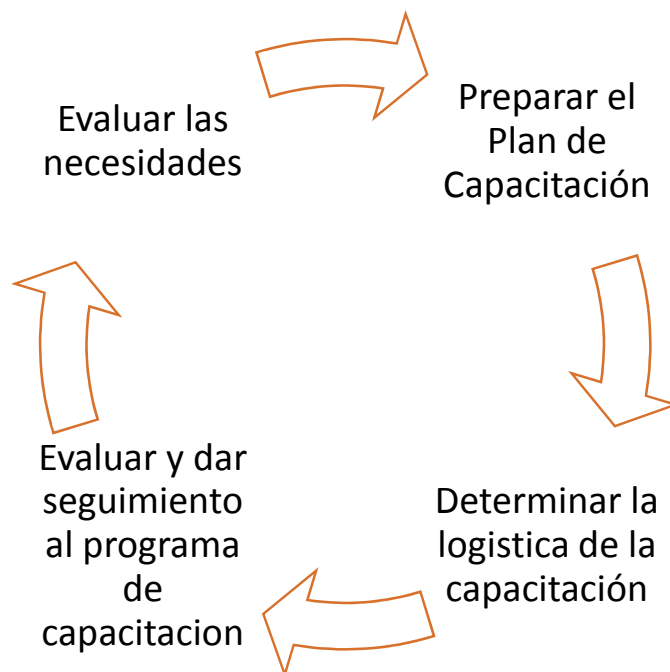 Evaluar las
necesidades
Preparar el
Plan de
Capacitación
Determinar la
logistica de la
capacitación
Evaluar y dar
seguimiento
al programa
de
capacitacion